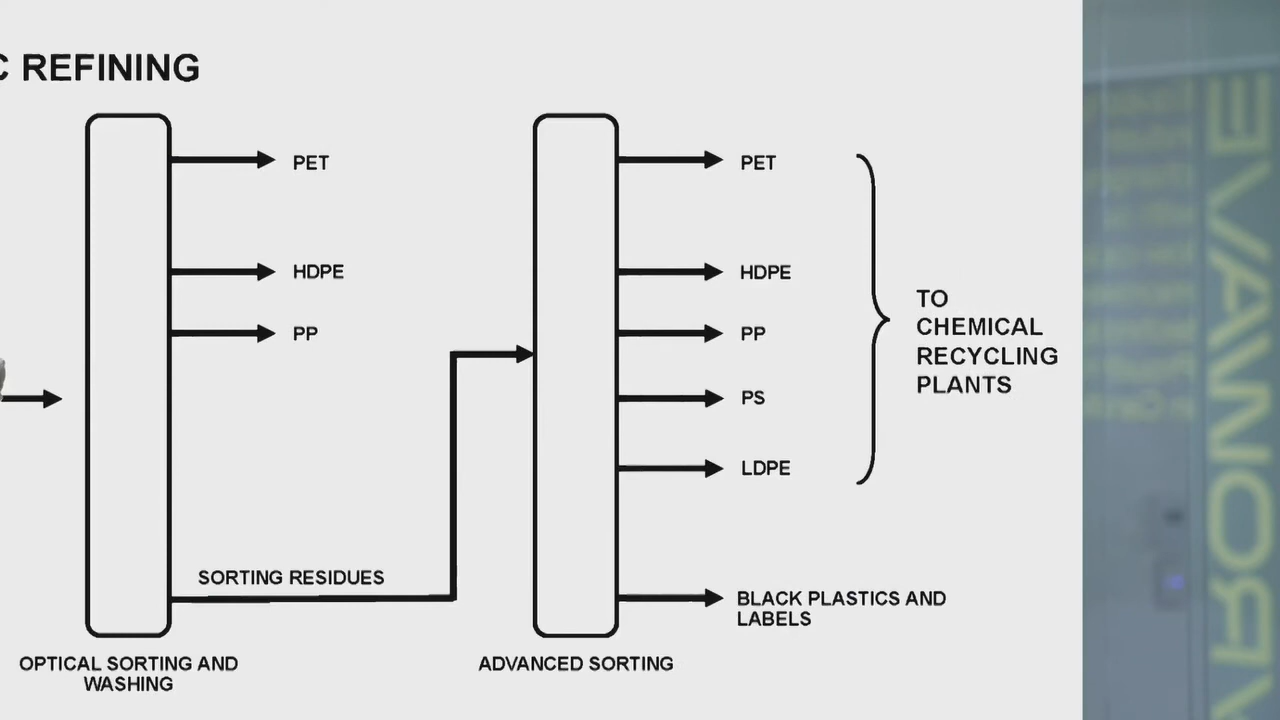 C REFINING
PET
HDPE
PP
SORTING RESIDUES
OPTICAL SORTING AND
WASHING
PET
HDPE
PP
PS
LDPE
TO
CHEMICAL
RECYCLING
PLANTS
BLACK PLASTICS AND
LABELS
ADVANCED SORTING